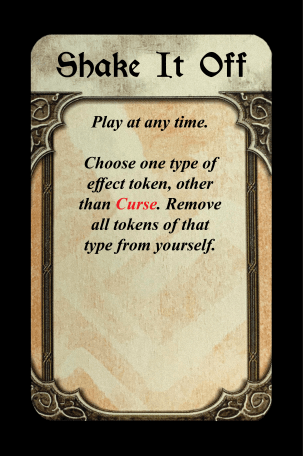 Shake It Off
Play at any time.
Choose one type of
effect token, other
than Curse. Remove
all tokens of that
type from yourself.